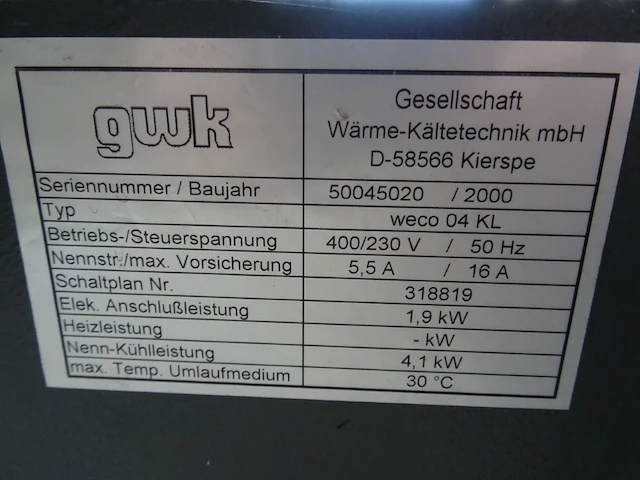 gwk
Gesellschaft
Wärme-Kältetechnik mbH
D-58566 Kierspe
Seriennummer / Baujahr 50045020 / 2000
Typ weco 04 KL
Betriebs-/Steuerspannung 400/230 V / 50 Hz
Nennstr./max. Vorsicherung 5,5 A / 16 A
Schaltplan Nr. 318819
Elek. Anschlußleistung 1,9 kW
Heizleistung - kW
Nenn-Kühlleistung 4,1 kW
max. Temp. Umlaufmedium 30 °C